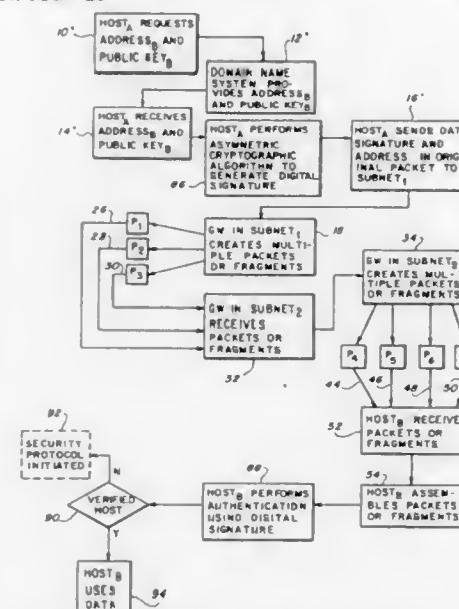 10"
HOST A REQUESTS
ADDRESS B AND
PUBLIC KEY B
12"
DOMAIN NAME
SYSTEM PRO-
VIDES ADDRESS B
AND PUBLIC KEY B
14"
HOST A RECEIVES
ADDRESS B AND
PUBLIC KEY B
86
HOST A PERFORMS
ASYMMETRIC
CRYPTOGRAPHIC
ALGORITHM TO
GENERATE DIGITAL
SIGNATURE
16"
HOST A SENDS DAT
SIGNATURE AND
ADDRESS IN ORIG
INAL PACKET TO
SUBNET 1
26
P1
28
P2
30
P3
18
GW IN SUBNET 1
CREATES MULTI-
PLE PACKETS
OR FRAGMENTS
GW IN SUBNET 2
RECEIVES
PACKETS OR
FRAGMENTS
32
34
GW IN SUBNET 2
CREATES MUL-
TIPLE PACKETS
OR FRAGMENTS
P4
P5
P6
44
46
48
50
52
HOST B RECEIVE
PACKETS OR
FRAGMENTS
54
HOST B ASSEM-
BLES PACKETS
OR FRAGMENTS
88
HOST B PERFORMS
AUTHENTICATION
USING DIGITAL
SIGNATURE
92
SECURITY
PROTOCOL
INITIATED
N
90
VERIFIED
HOST
Y
HOST B
USES
DATA
94